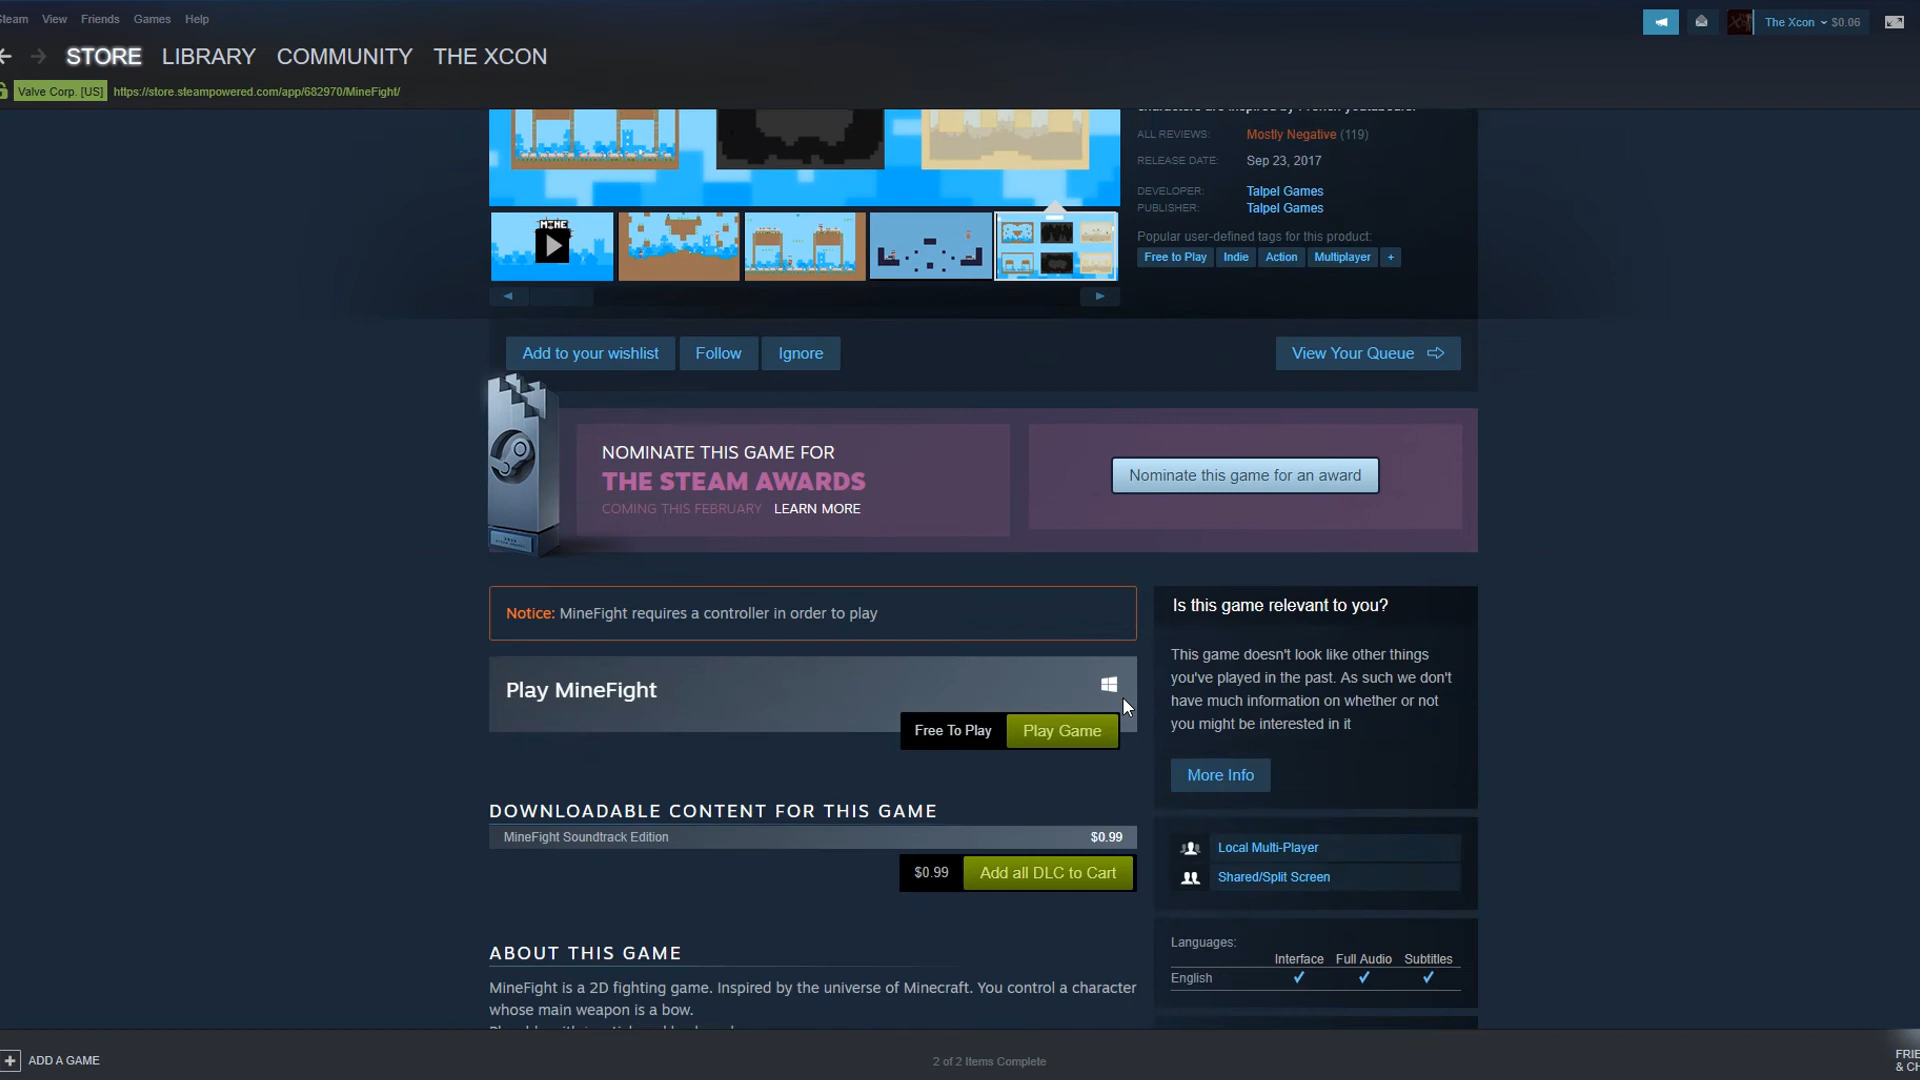 Steam View Friends Games Help
The Xcon $0.06
STORE LIBRARY COMMUNITY THE XCON
Valve Corp. [US] https://store.steampowered.com/app/682970/MineFight/
characters are inspired by French youtubeurs.
ALL REVIEWS: Mostly Negative (119)
RELEASE DATE: Sep 23, 2017
DEVELOPER: Talpel Games
PUBLISHER: Talpel Games
Popular user-defined tags for this product:
Free to Play Indie Action Multiplayer +
MINE
Add to your wishlist Follow Ignore View Your Queue
NOMINATE THIS GAME FOR
THE STEAM AWARDS
COMING THIS FEBRUARY LEARN MORE
Nominate this game for an award
Notice: MineFight requires a controller in order to play
Play MineFight
Free To Play Play Game
Is this game relevant to you?
This game doesn't look like other things
you've played in the past. As such we don't
have much information on whether or not
you might be interested in it
More Info
DOWNLOADABLE CONTENT FOR THIS GAME
MineFight Soundtrack Edition $0.99
$0.99 Add all DLC to Cart
Local Multi-Player
Shared/Split Screen
Languages:
Interface Full Audio Subtitles
English ✓ ✓ ✓
ABOUT THIS GAME
MineFight is a 2D fighting game. Inspired by the universe of Minecraft. You control a character
whose main weapon is a bow.
+ ADD A GAME
2 of 2 Items Complete
FRIE
& CH